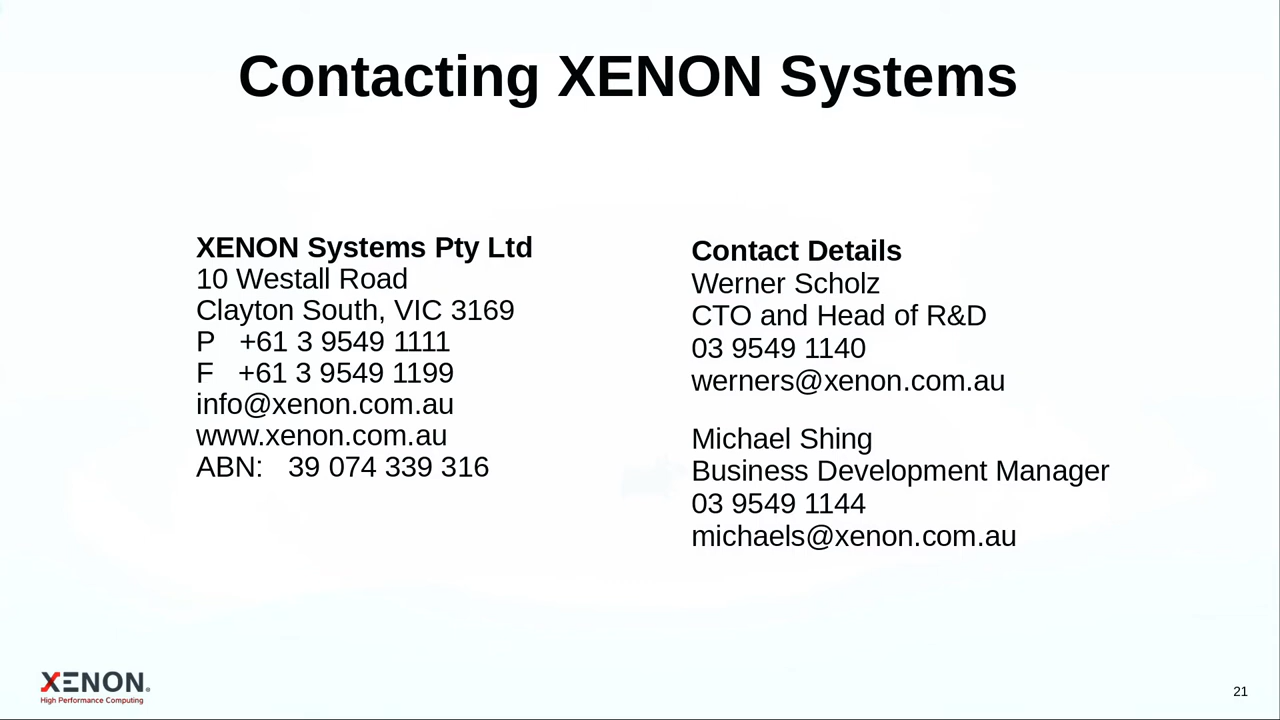 Contacting XENON Systems
XENON Systems Pty Ltd
10 Westall Road
Clayton South, VIC 3169
P +61 3 9549 1111
F +61 3 9549 1199
info@xenon.com.au
www.xenon.com.au
ABN: 39 074 339 316
Contact Details
Werner Scholz
CTO and Head of R&D
03 9549 1140
werners@xenon.com.au
Michael Shing
Business Development Manager
03 9549 1144
michaels@xenon.com.au
XENON®
High Performance Computing
21